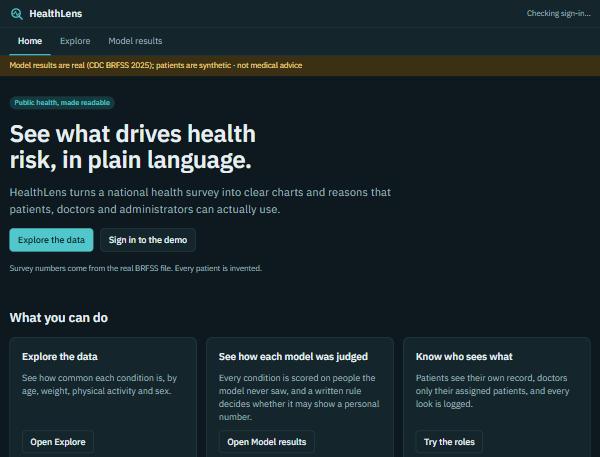 HealthLens
Checking sign-in...
Home Explore Model results
Model results are real (CDC BRFSS 2025); patients are synthetic · not medical advice
Public health, made readable
See what drives health
risk, in plain language.
HealthLens turns a national health survey into clear charts and reasons that
patients, doctors and administrators can actually use.
Explore the data Sign in to the demo
Survey numbers come from the real BRFSS file. Every patient is invented.
What you can do
Explore the data
See how common each condition is, by
age, weight, physical activity and sex.
Open Explore
See how each model was judged
Every condition is scored on people the
model never saw, and a written rule
decides whether it may show a personal
number.
Open Model results
Know who sees what
Patients see their own record, doctors
only their assigned patients, and every
look is logged.
Try the roles